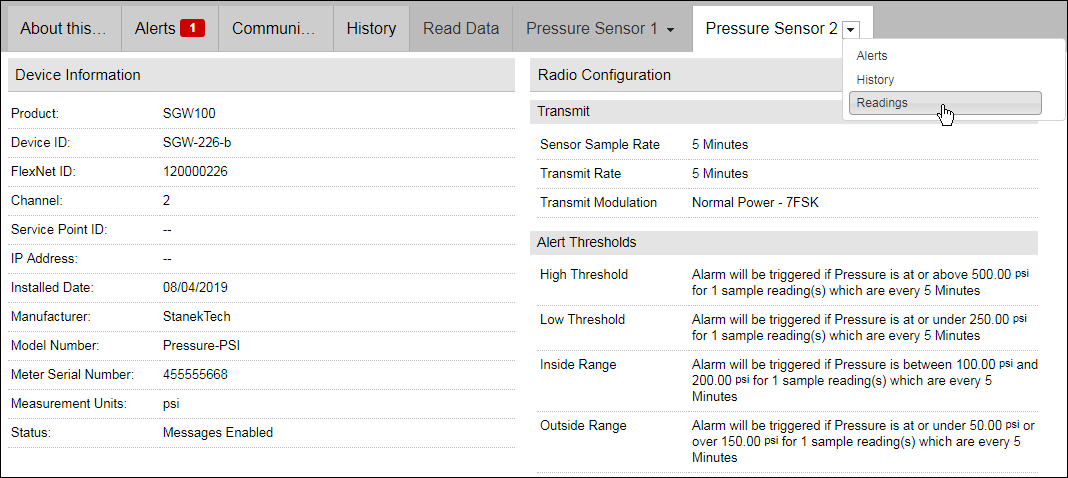 About this...
Alerts 1
Communi...
History
Read Data
Pressure Sensor 1
Pressure Sensor 2
Alerts
History
Readings
Device Information
Product: SGW100
Device ID: SGW-226-b
FlexNet ID: 120000226
Channel: 2
Service Point ID: --
IP Address: --
Installed Date: 08/04/2019
Manufacturer: StanekTech
Model Number: Pressure-PSI
Meter Serial Number: 455555668
Measurement Units: psi
Status: Messages Enabled
Radio Configuration
Transmit
Sensor Sample Rate 5 Minutes
Transmit Rate 5 Minutes
Transmit Modulation Normal Power - 7FSK
Alert Thresholds
High Threshold Alarm will be triggered if Pressure is at or above 500.00 psi
for 1 sample reading(s) which are every 5 Minutes
Low Threshold Alarm will be triggered if Pressure is at or under 250.00 psi
for 1 sample reading(s) which are every 5 Minutes
Inside Range Alarm will be triggered if Pressure is between 100.00 psi and
200.00 psi for 1 sample reading(s) which are every 5
Minutes
Outside Range Alarm will be triggered if Pressure is at or under 50.00 psi or
over 150.00 psi for 1 sample reading(s) which are every 5
Minutes